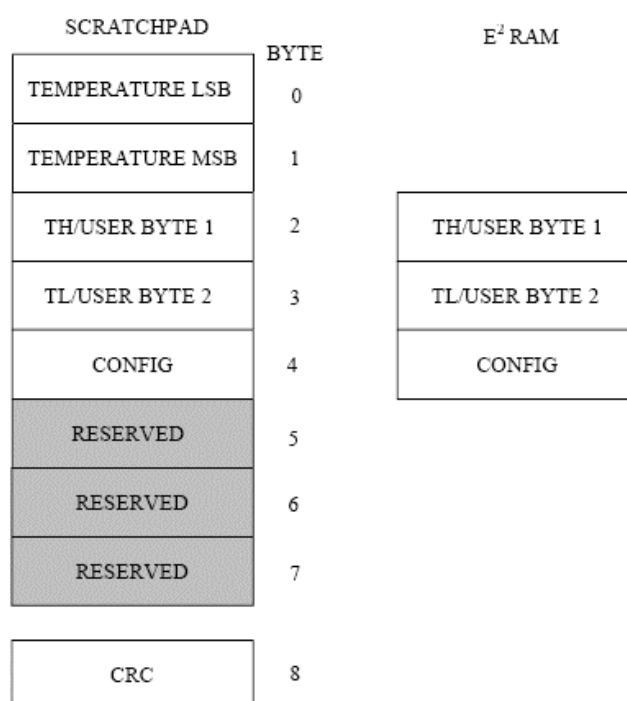 SCRATCHPAD
BYTE
E² RAM
TEMPERATURE LSB 0
TEMPERATURE MSB 1
TH/USER BYTE 1 2 TH/USER BYTE 1
TL/USER BYTE 2 3 TL/USER BYTE 2
CONFIG 4 CONFIG
RESERVED 5
RESERVED 6
RESERVED 7
CRC 8